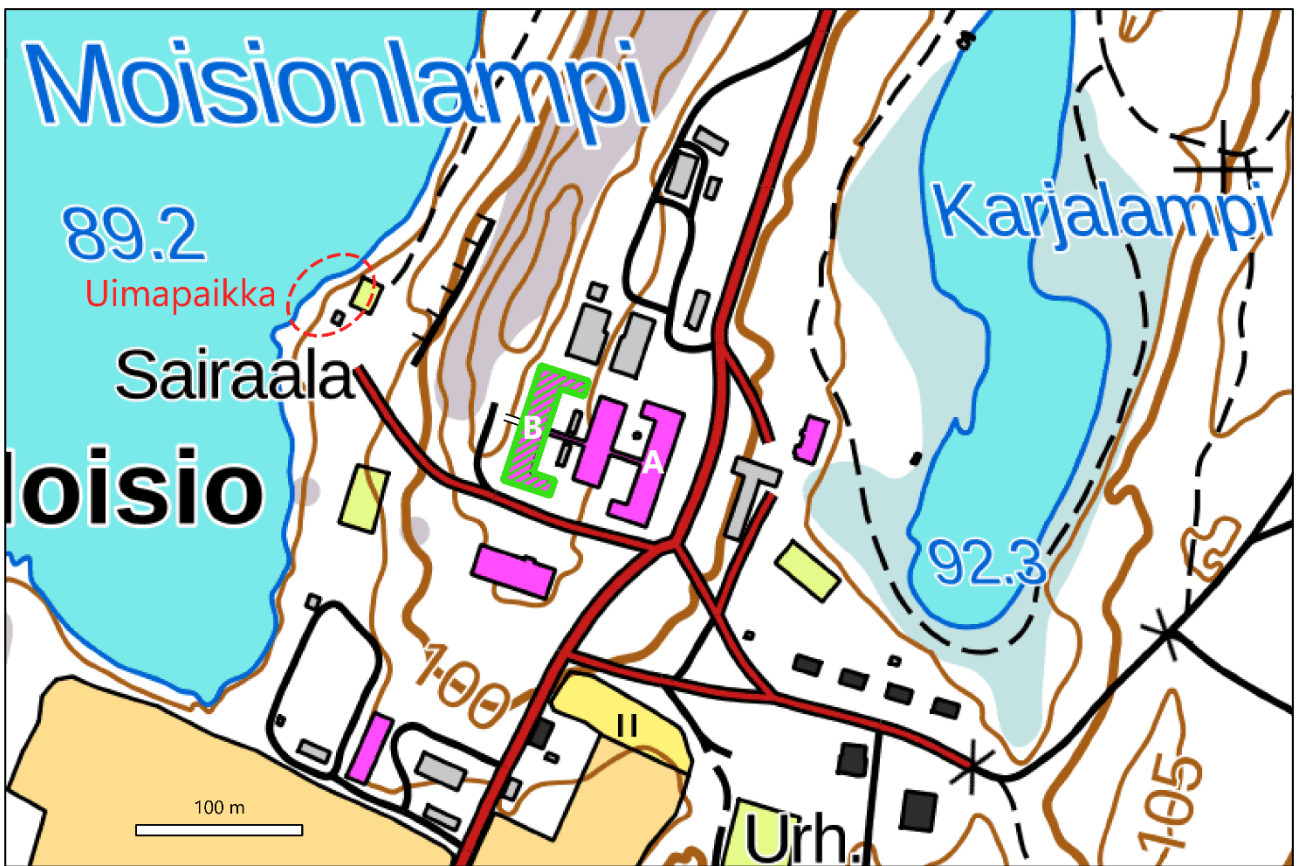 Moisionlampi
Karjalampi
89.2
Uimapaikka
Sairaala
B
A
loisio
92.3
100
II
105
100 m
Urh.